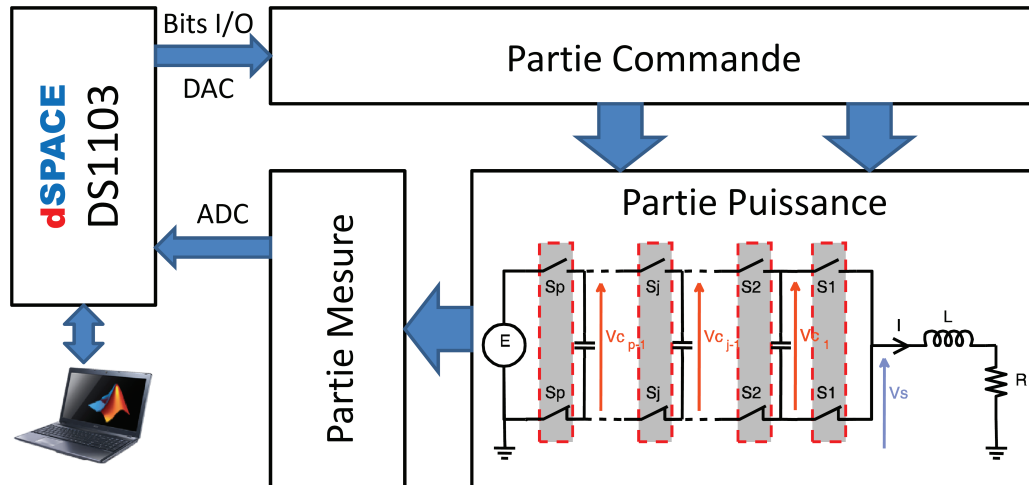 Bits I/O
DAC
Partie Commande
dSPACE
DS1103
ADC
Partie Mesure
Partie Puissance
Sp
Sj
S2
S1
E
Vc p-1
Vc j-1
Vc 1
I
L
R
Vs
Sp
Sj
S2
S1